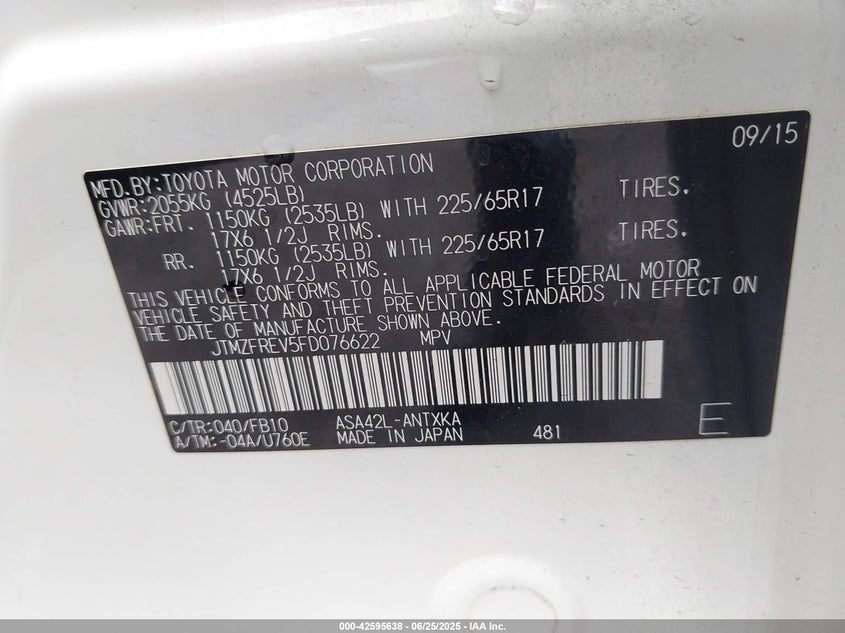 09/15
MFD.BY:TOYOTA MOTOR CORPORATION
GVWR:2055KG (4525LB)
GAWR:FRT. 1150KG (2535LB) WITH 225/65R17 TIRES.
17X6 1/2J RIMS.
RR. 1150KG (2535LB) WITH 225/65R17 TIRES.
17X6 1/2J RIMS.
THIS VEHICLE CONFORMS TO ALL APPLICABLE FEDERAL MOTOR
VEHICLE SAFETY AND THEFT PREVENTION STANDARDS IN EFFECT ON
THE DATE OF MANUFACTURE SHOWN ABOVE.
JTMZFREV5FD076622 MPV
C/TR:040/FB10 ASA42L-ANTXKA
A/TM:-04A/U760E MADE IN JAPAN 481 E
000-42595638 - 06/25/2025 - IAA Inc.